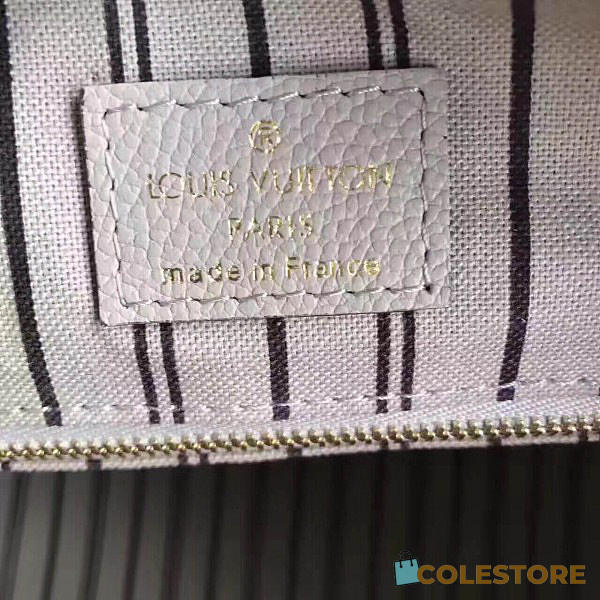 ®
LOUIS VUITTON
PARIS
made in France
COLESTORE